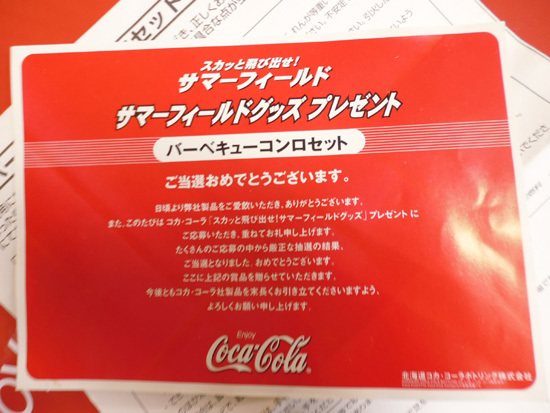 スカッと飛び出せ!
サマーフィールド
サマーフィールドグッズ プレゼント
バーベキューコンロセット
ご当選おめでとうございます。
日頃より弊社製品をご愛飲いただき、ありがとうございます。
また、このたびは コカ・コーラ「スカッと飛び出せ!サマーフィールドグッズ」プレゼント に
ご応募いただき、重ねてお礼申し上げます。
たくさんのご応募の中から厳正な抽選の結果、
ご当選となりました。おめでとうございます。
ここに上記の賞品を贈らせていただきます。
今後ともコカ・コーラ社製品を末長くお引き立てくださいますよう、
よろしくお願い申し上げます。
Enjoy
Coca-Cola
北海道コカ・コーラボトリング株式会社